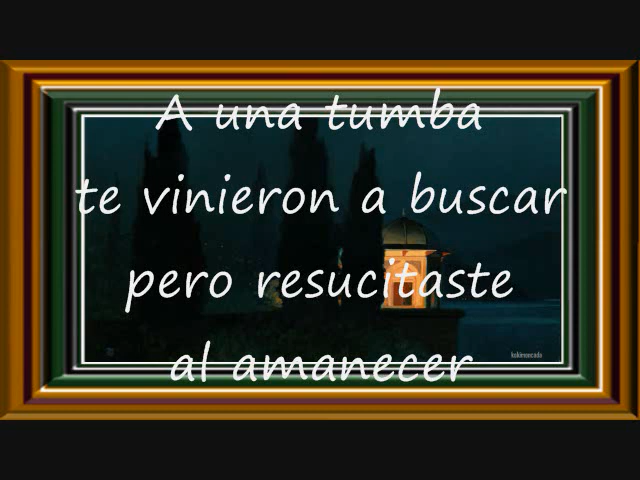 A una tumba
te vinieron a buscar
pero resucitaste
al amanecer